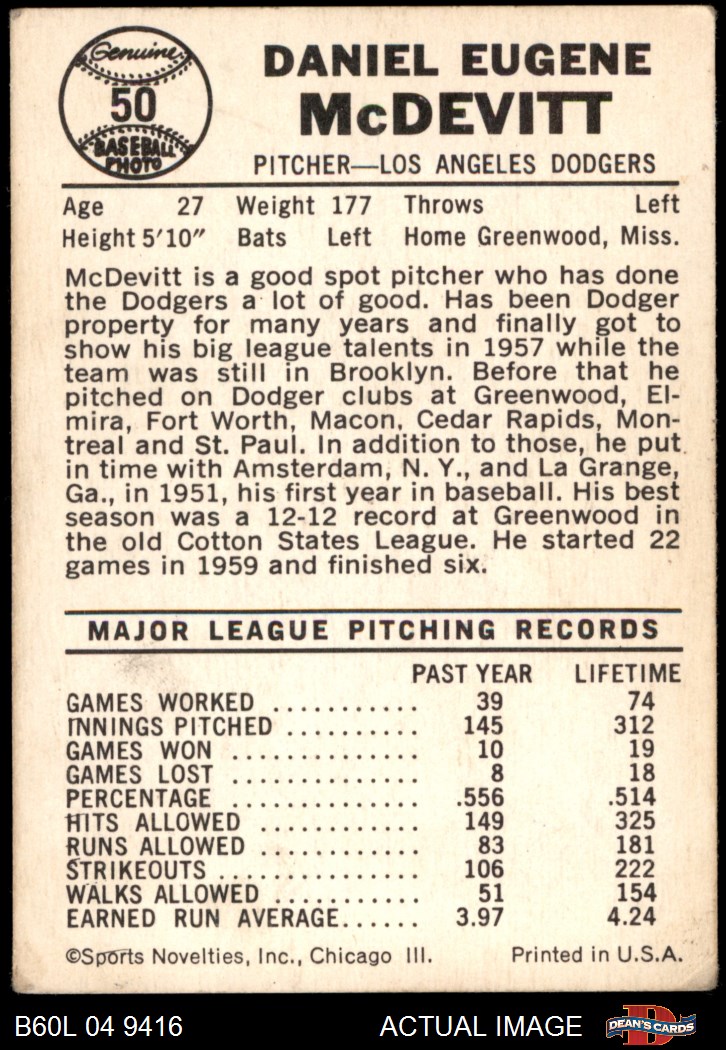 Genuine
50
BASEBALL
PHOTO
DANIEL EUGENE
McDEVITT
PITCHER—LOS ANGELES DODGERS
Age 27 Weight 177 Throws Left
Height 5'10" Bats Left Home Greenwood, Miss.
McDevitt is a good spot pitcher who has done
the Dodgers a lot of good. Has been Dodger
property for many years and finally got to
show his big league talents in 1957 while the
team was still in Brooklyn. Before that he
pitched on Dodger clubs at Greenwood, El-
mira, Fort Worth, Macon, Cedar Rapids, Mon-
treal and St. Paul. In addition to those, he put
in time with Amsterdam, N. Y., and La Grange,
Ga., in 1951, his first year in baseball. His best
season was a 12-12 record at Greenwood in
the old Cotton States League. He started 22
games in 1959 and finished six.
MAJOR LEAGUE PITCHING RECORDS
PAST YEAR LIFETIME
GAMES WORKED ........... 39 74
INNINGS PITCHED .......... 145 312
GAMES WON .............. 10 19
GAMES LOST .............. 8 18
PERCENTAGE .............. .556 .514
HITS ALLOWED ............ 149 325
RUNS ALLOWED ............ 83 181
STRIKEOUTS ............... 106 222
WALKS ALLOWED ........... 51 154
EARNED RUN AVERAGE...... 3.97 4.24
©Sports Novelties, Inc., Chicago Ill. Printed in U.S.A.
B60L 04 9416 ACTUAL IMAGE D DEAN'S CARDS